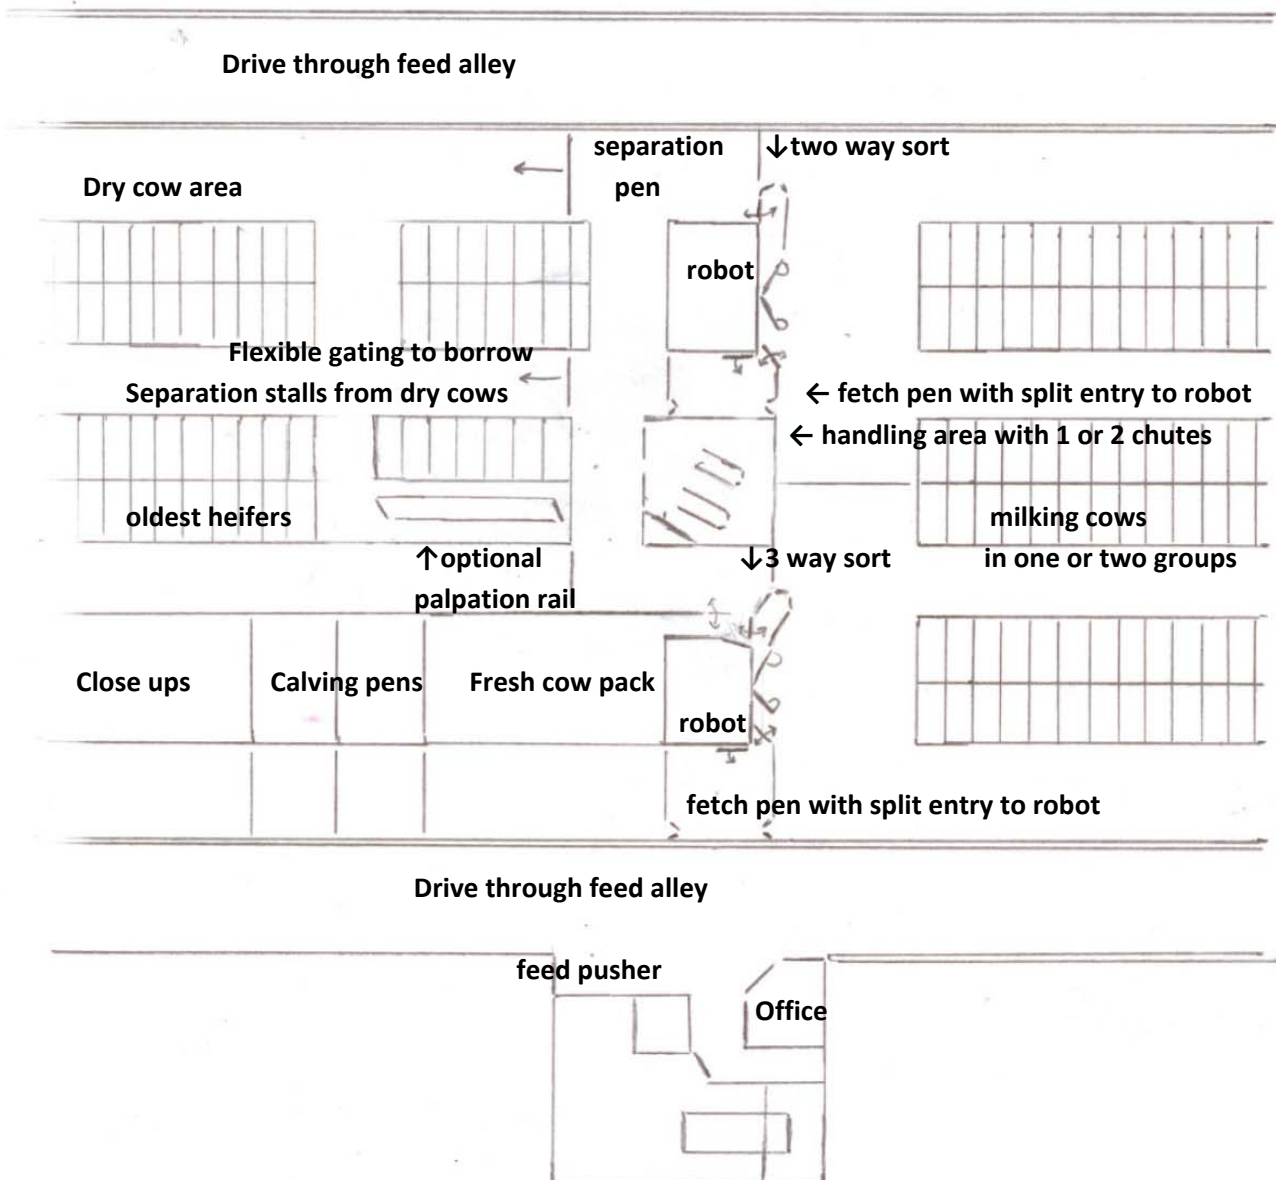 Drive through feed alley
separation
pen
↓two way sort
Dry cow area
robot
Flexible gating to borrow
Separation stalls from dry cows
← fetch pen with split entry to robot
← handling area with 1 or 2 chutes
oldest heifers
milking cows
in one or two groups
↑optional
palpation rail
↓3 way sort
Close ups
Calving pens
Fresh cow pack
robot
fetch pen with split entry to robot
Drive through feed alley
feed pusher
Office